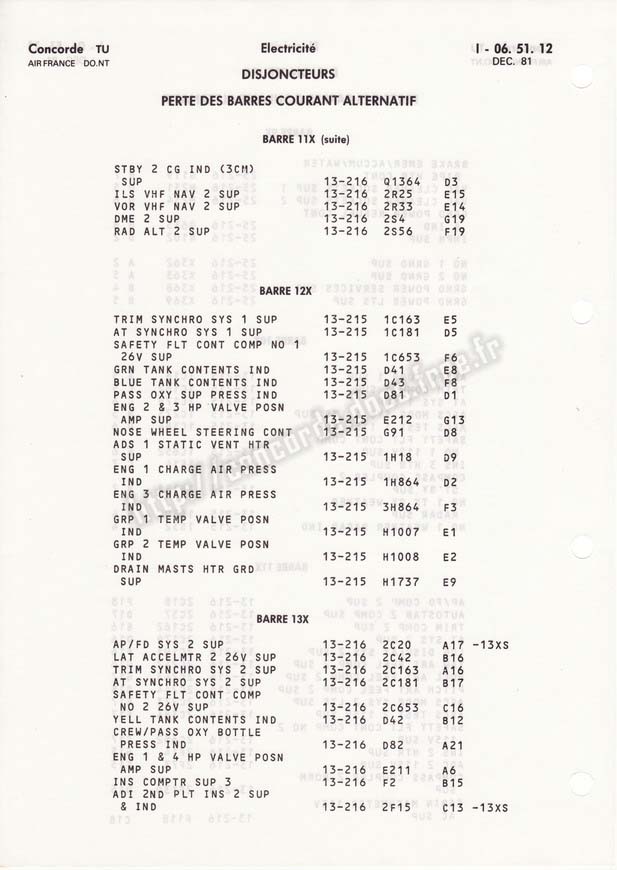 Concorde TU Electricité I - 06. 51. 12
AIR FRANCE DO.NT DEC. 81
DISJONCTEURS
PERTE DES BARRES COURANT ALTERNATIF
BARRE 11X (suite)
STBY 2 CG IND (3CM)
SUP 13-216 Q1364 D3
ILS VHF NAV 2 SUP 13-216 2R25 E15
VOR VHF NAV 2 SUP 13-216 2R33 E14
DME 2 SUP 13-216 2S4 G19
RAD ALT 2 SUP 13-216 2S56 F19
BARRE 12X
TRIM SYNCHRO SYS 1 SUP 13-215 1C163 E5
AT SYNCHRO SYS 1 SUP 13-215 1C181 D5
SAFETY FLT CONT COMP NO 1
26V SUP 13-215 1C653 F6
GRN TANK CONTENTS IND 13-215 D41 E8
BLUE TANK CONTENTS IND 13-215 D43 F8
PASS OXY SUP PRESS IND 13-215 D81 D1
ENG 2 & 3 HP VALVE POSN
AMP SUP 13-215 E212 G13
NOSE WHEEL STEERING CONT 13-215 G91 D8
ADS 1 STATIC VENT HTR
SUP 13-215 1H18 D9
ENG 1 CHARGE AIR PRESS
IND 13-215 1H864 D2
ENG 3 CHARGE AIR PRESS
IND 13-215 3H864 F3
GRP 1 TEMP VALVE POSN
IND 13-215 H1007 E1
GRP 2 TEMP VALVE POSN
IND 13-215 H1008 E2
DRAIN MASTS HTR GRD
SUP 13-215 H1737 E9
BARRE 13X
AP/FD SYS 2 SUP 13-216 2C20 A17 -13XS
LAT ACCELMTR 2 26V SUP 13-216 2C42 B16
TRIM SYNCHRO SYS 2 SUP 13-216 2C163 A16
AT SYNCHRO SYS 2 SUP 13-216 2C181 B17
SAFETY FLT CONT COMP
NO 2 26V SUP 13-216 2C653 C16
YELL TANK CONTENTS IND 13-216 D42 B12
CREW/PASS OXY BOTTLE
PRESS IND 13-216 D82 A21
ENG 1 & 4 HP VALVE POSN
AMP SUP 13-216 E211 A6
INS COMPTR SUP 3 13-216 F2 B15
ADI 2ND PLT INS 2 SUP
& IND 13-216 2F15 C13 -13XS
http://concordedocs.free.fr